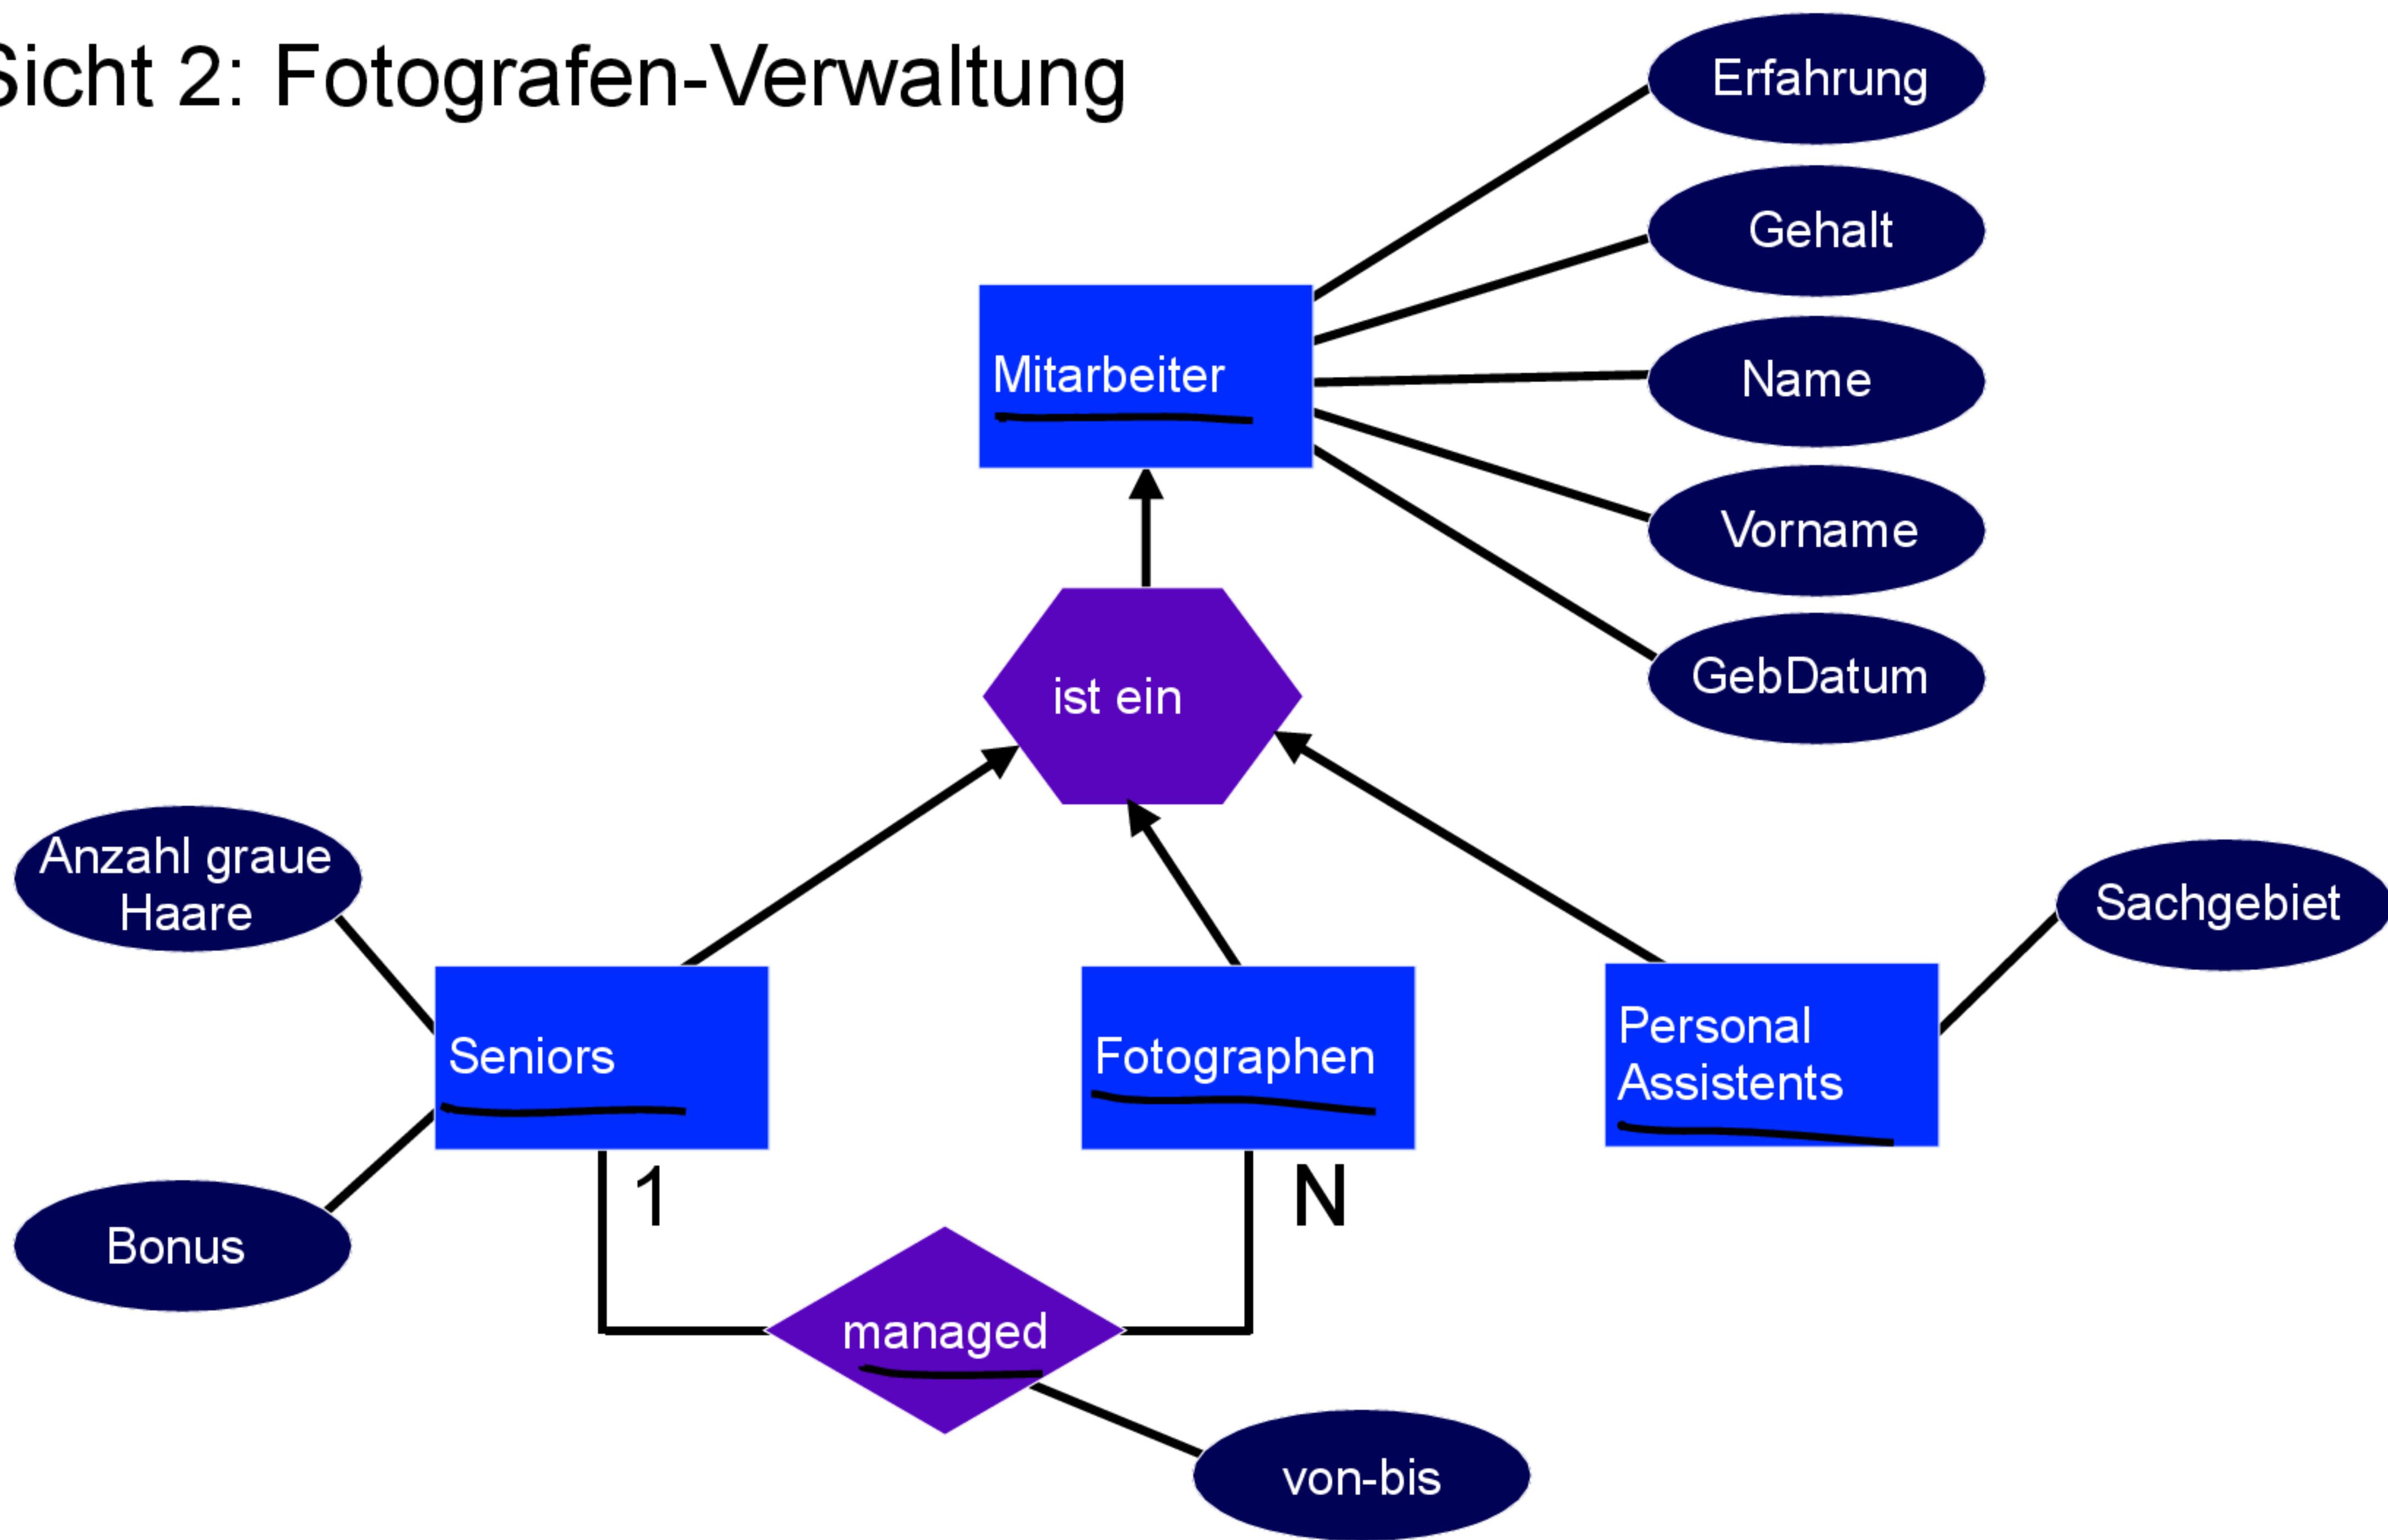 Sicht 2: Fotografen-Verwaltung
Erfahrung
Gehalt
Mitarbeiter
Name
Vorname
GebDatum
ist ein
Anzahl graue
Haare
Sachgebiet
Seniors
Fotographen
Personal
Assistents
1
N
Bonus
managed
von-bis